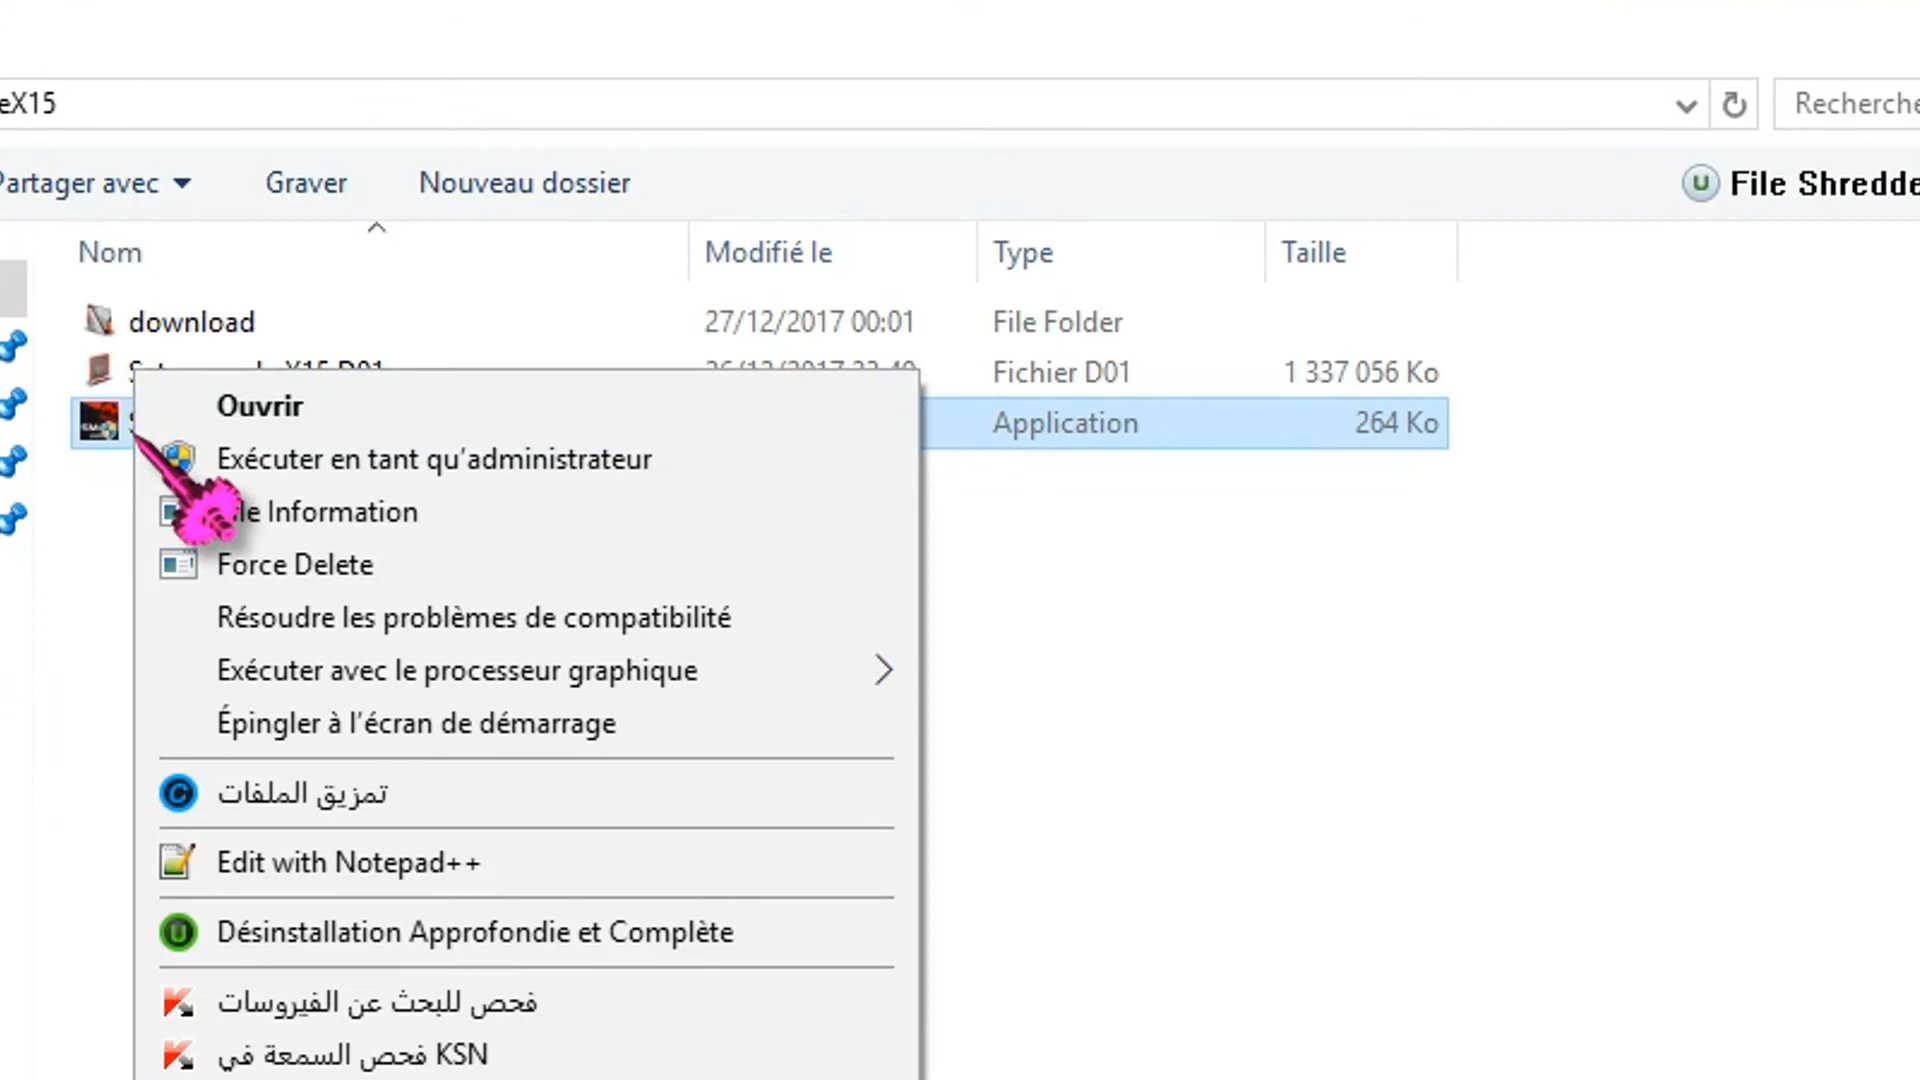 eX15
Recherche
Partager avec
Graver
Nouveau dossier
File Shredde
Nom
Modifié le
Type
Taille
download
27/12/2017 00:01
File Folder
X15.D01
Fichier D01
1 337 056 Ko
Application
264 Ko
Ouvrir
Exécuter en tant qu'administrateur
le Information
Force Delete
Résoudre les problèmes de compatibilité
Exécuter avec le processeur graphique
Épingler à l'écran de démarrage
تمزيق الملفات
Edit with Notepad++
Désinstallation Approfondie et Complète
فحص للبحث عن الفيروسات
فحص السمعة في KSN